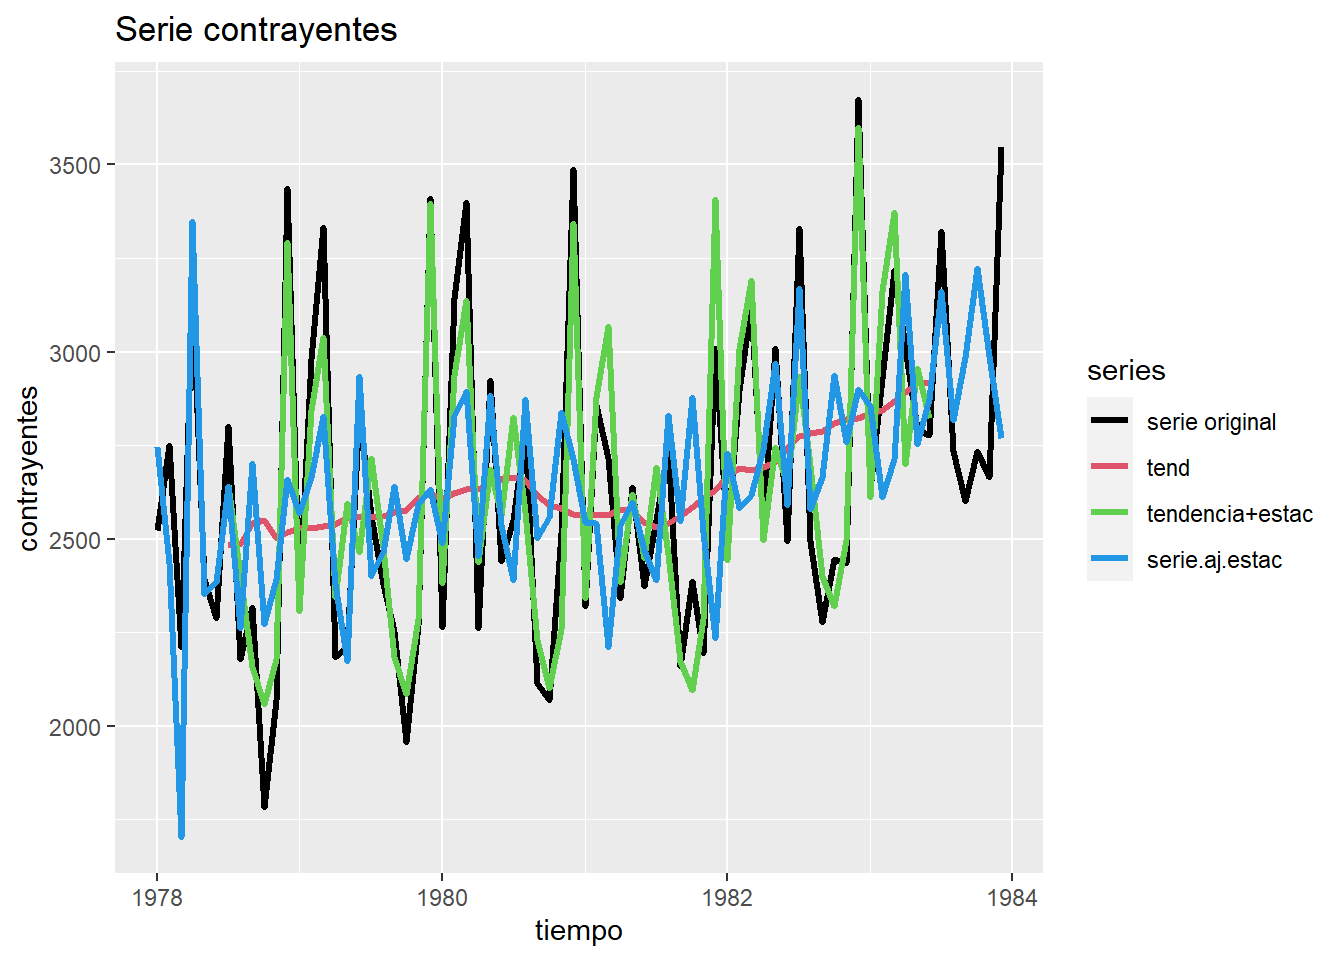 Serie contrayentes
contrayentes
3500
3000
2500
2000
1978
1980
1982
1984
tiempo
series
serie original
tend
tendencia+estac
serie.aj.estac